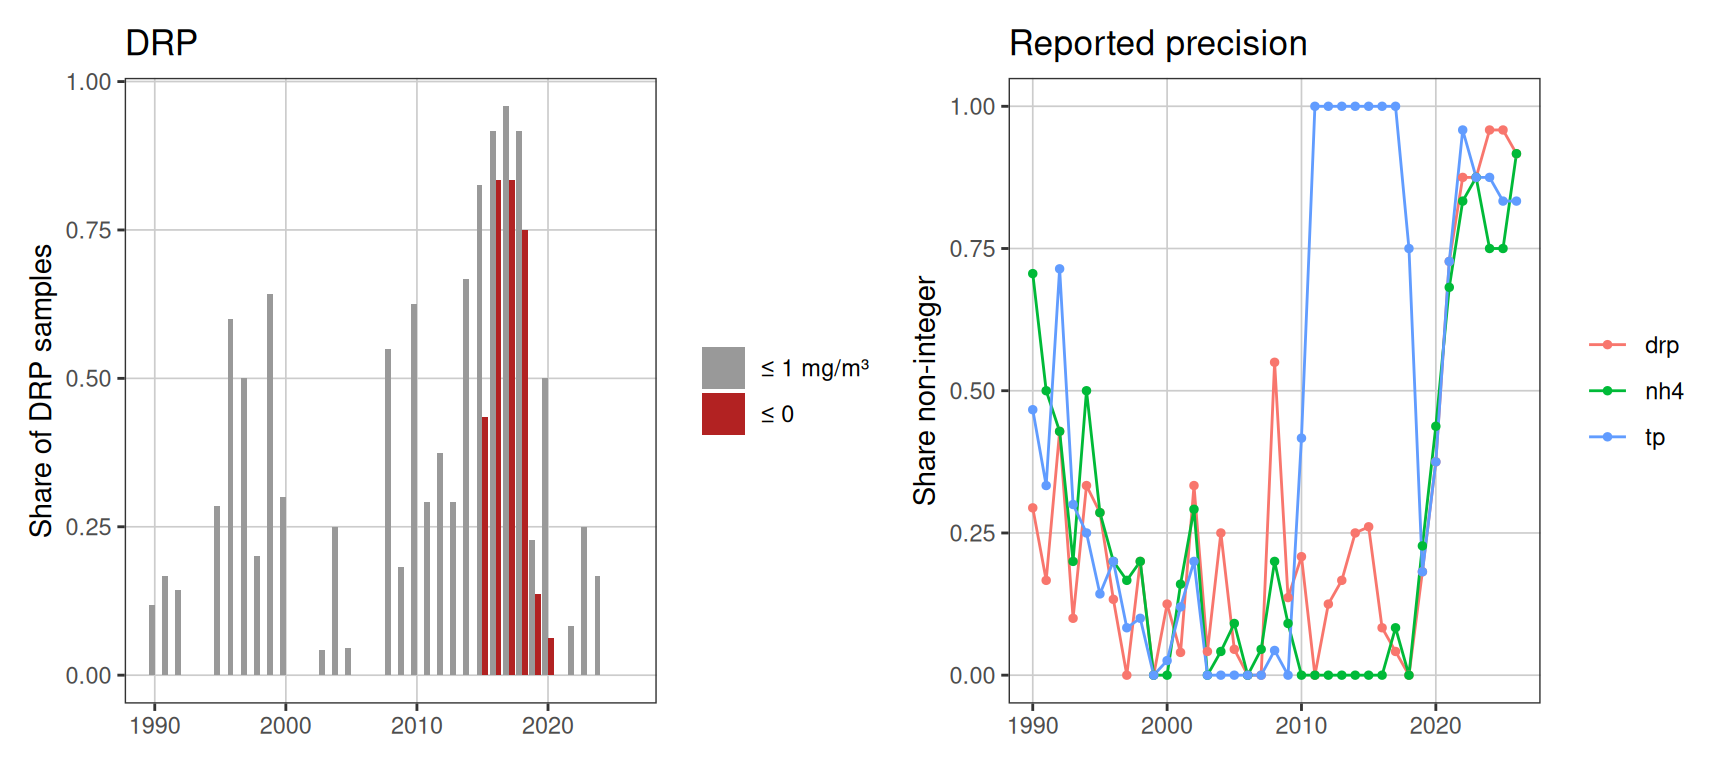 DRP
Share of DRP samples
1.00
0.75
0.50
0.25
0.00
1990
2000
2010
2020
≤ 1 mg/m³
≤ 0
Reported precision
Share non-integer
1.00
0.75
0.50
0.25
0.00
1990
2000
2010
2020
drp
nh4
tp